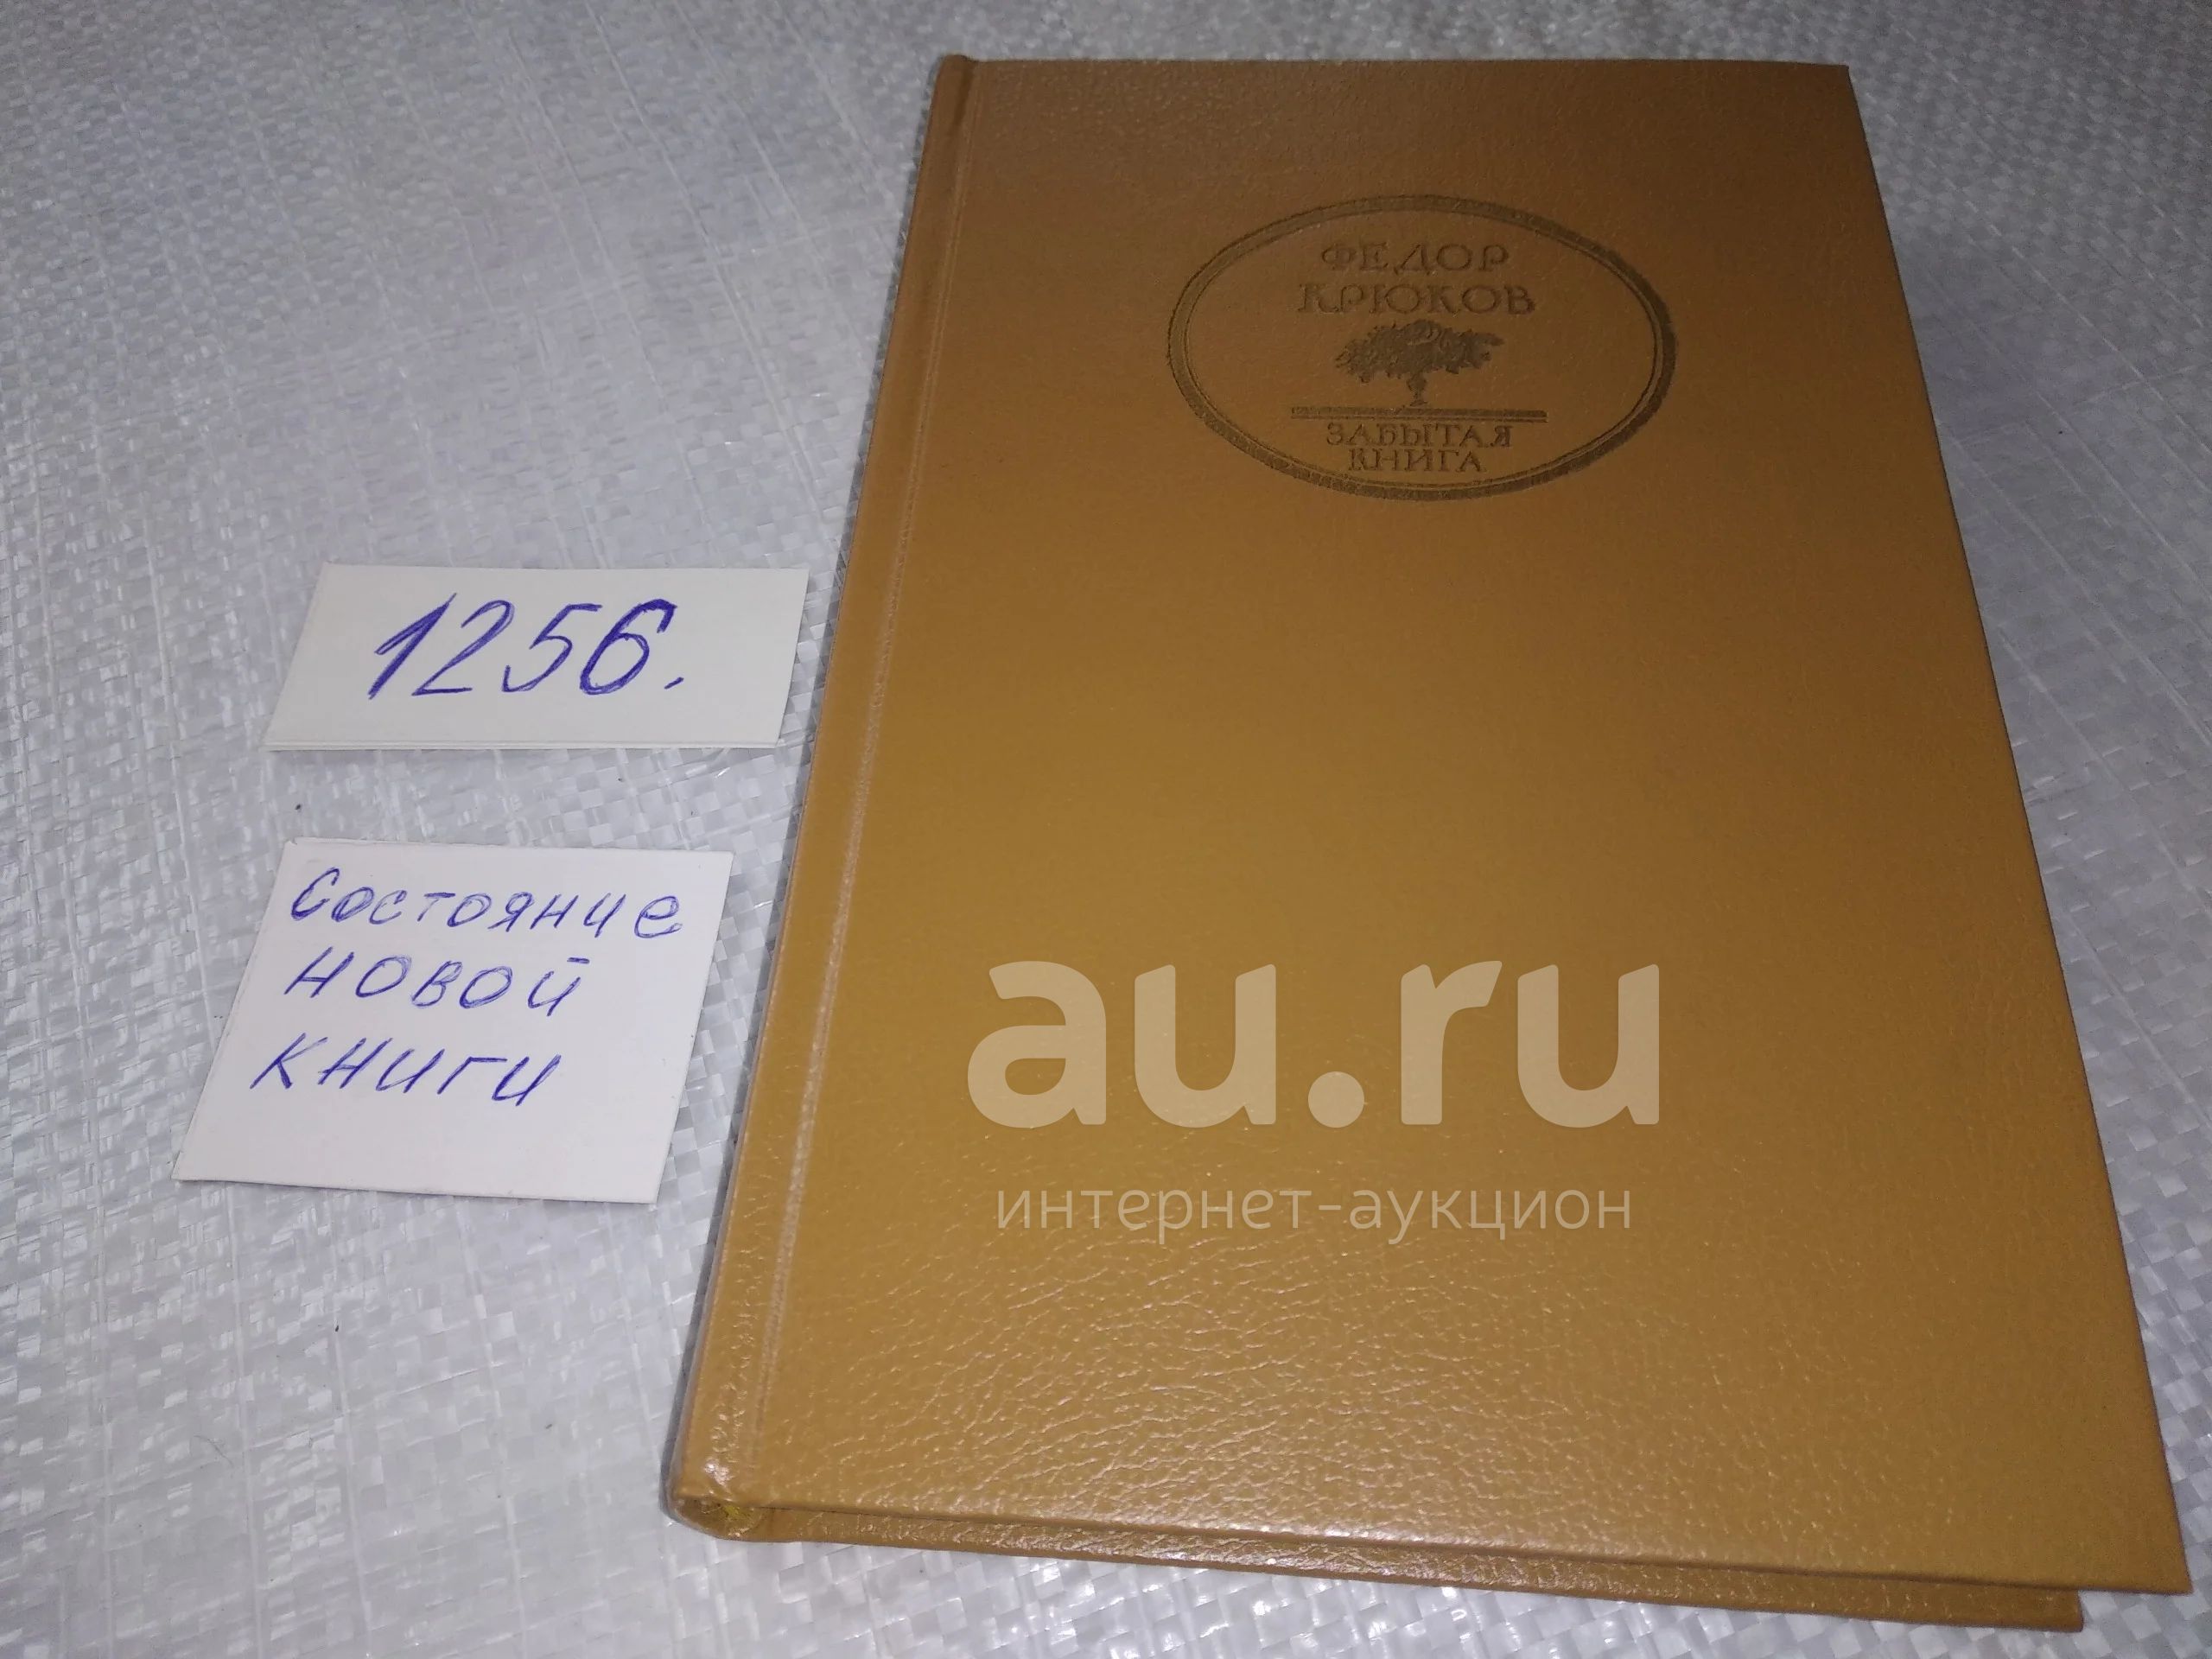 ФЕДОР
КРЮКОВ
ЗАБЫТАЯ
КНИГА
1256.
Состояние
новой
книги
au.ru
интернет-аукцион